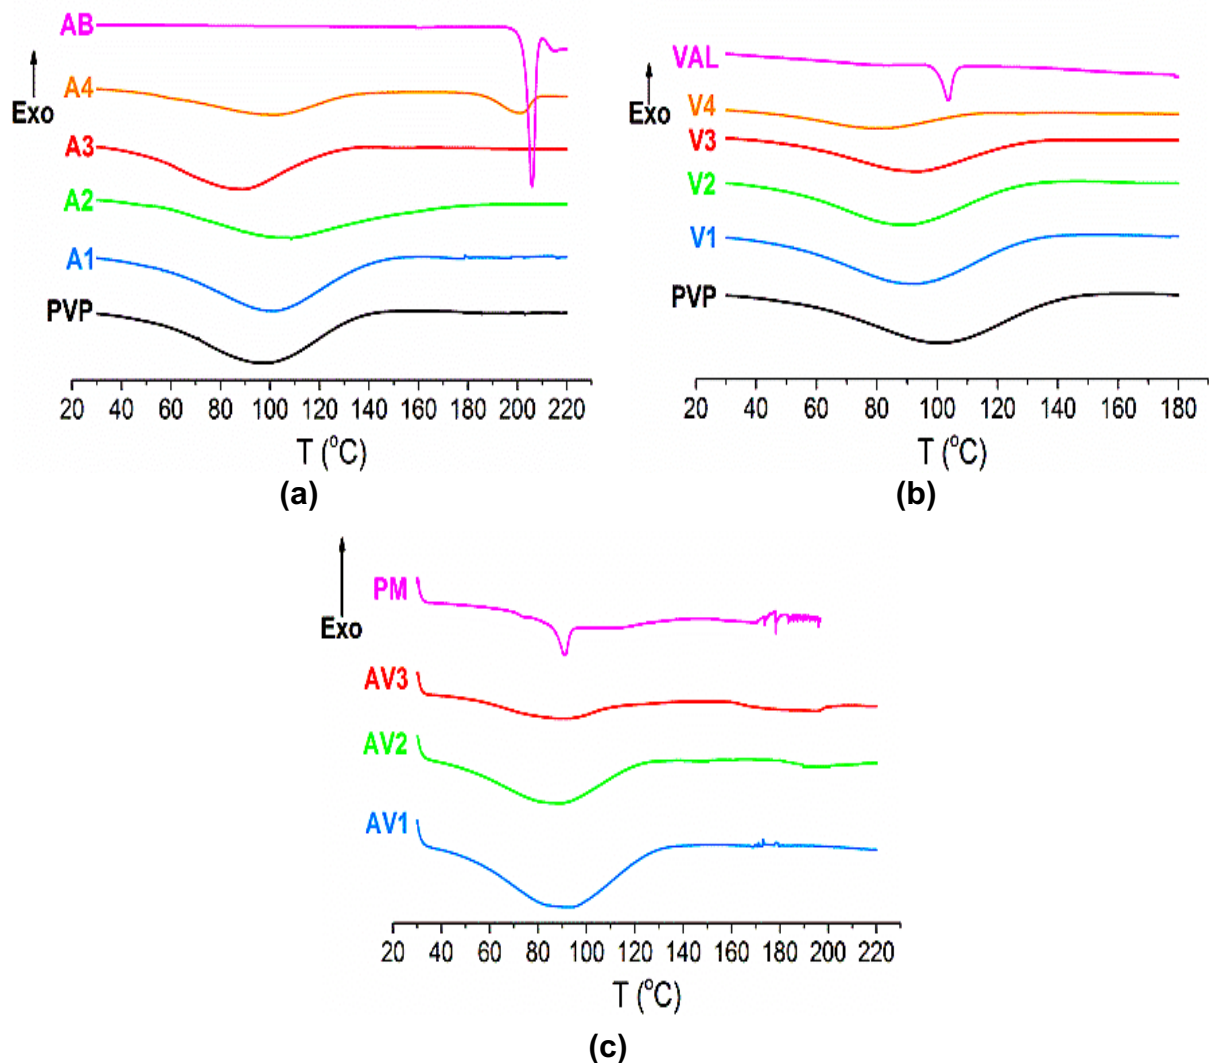 AB
A4
Exo
A3
A2
A1
PVP
20 40 60 80 100 120 140 160 180 200 220
T (°C)
(a)
VAL
V4
Exo
V3
V2
V1
PVP
20 40 60 80 100 120 140 160 180
T (°C)
(b)
PM
Exo
AV3
AV2
AV1
20 40 60 80 100 120 140 160 180 200 220
T (°C)
(c)